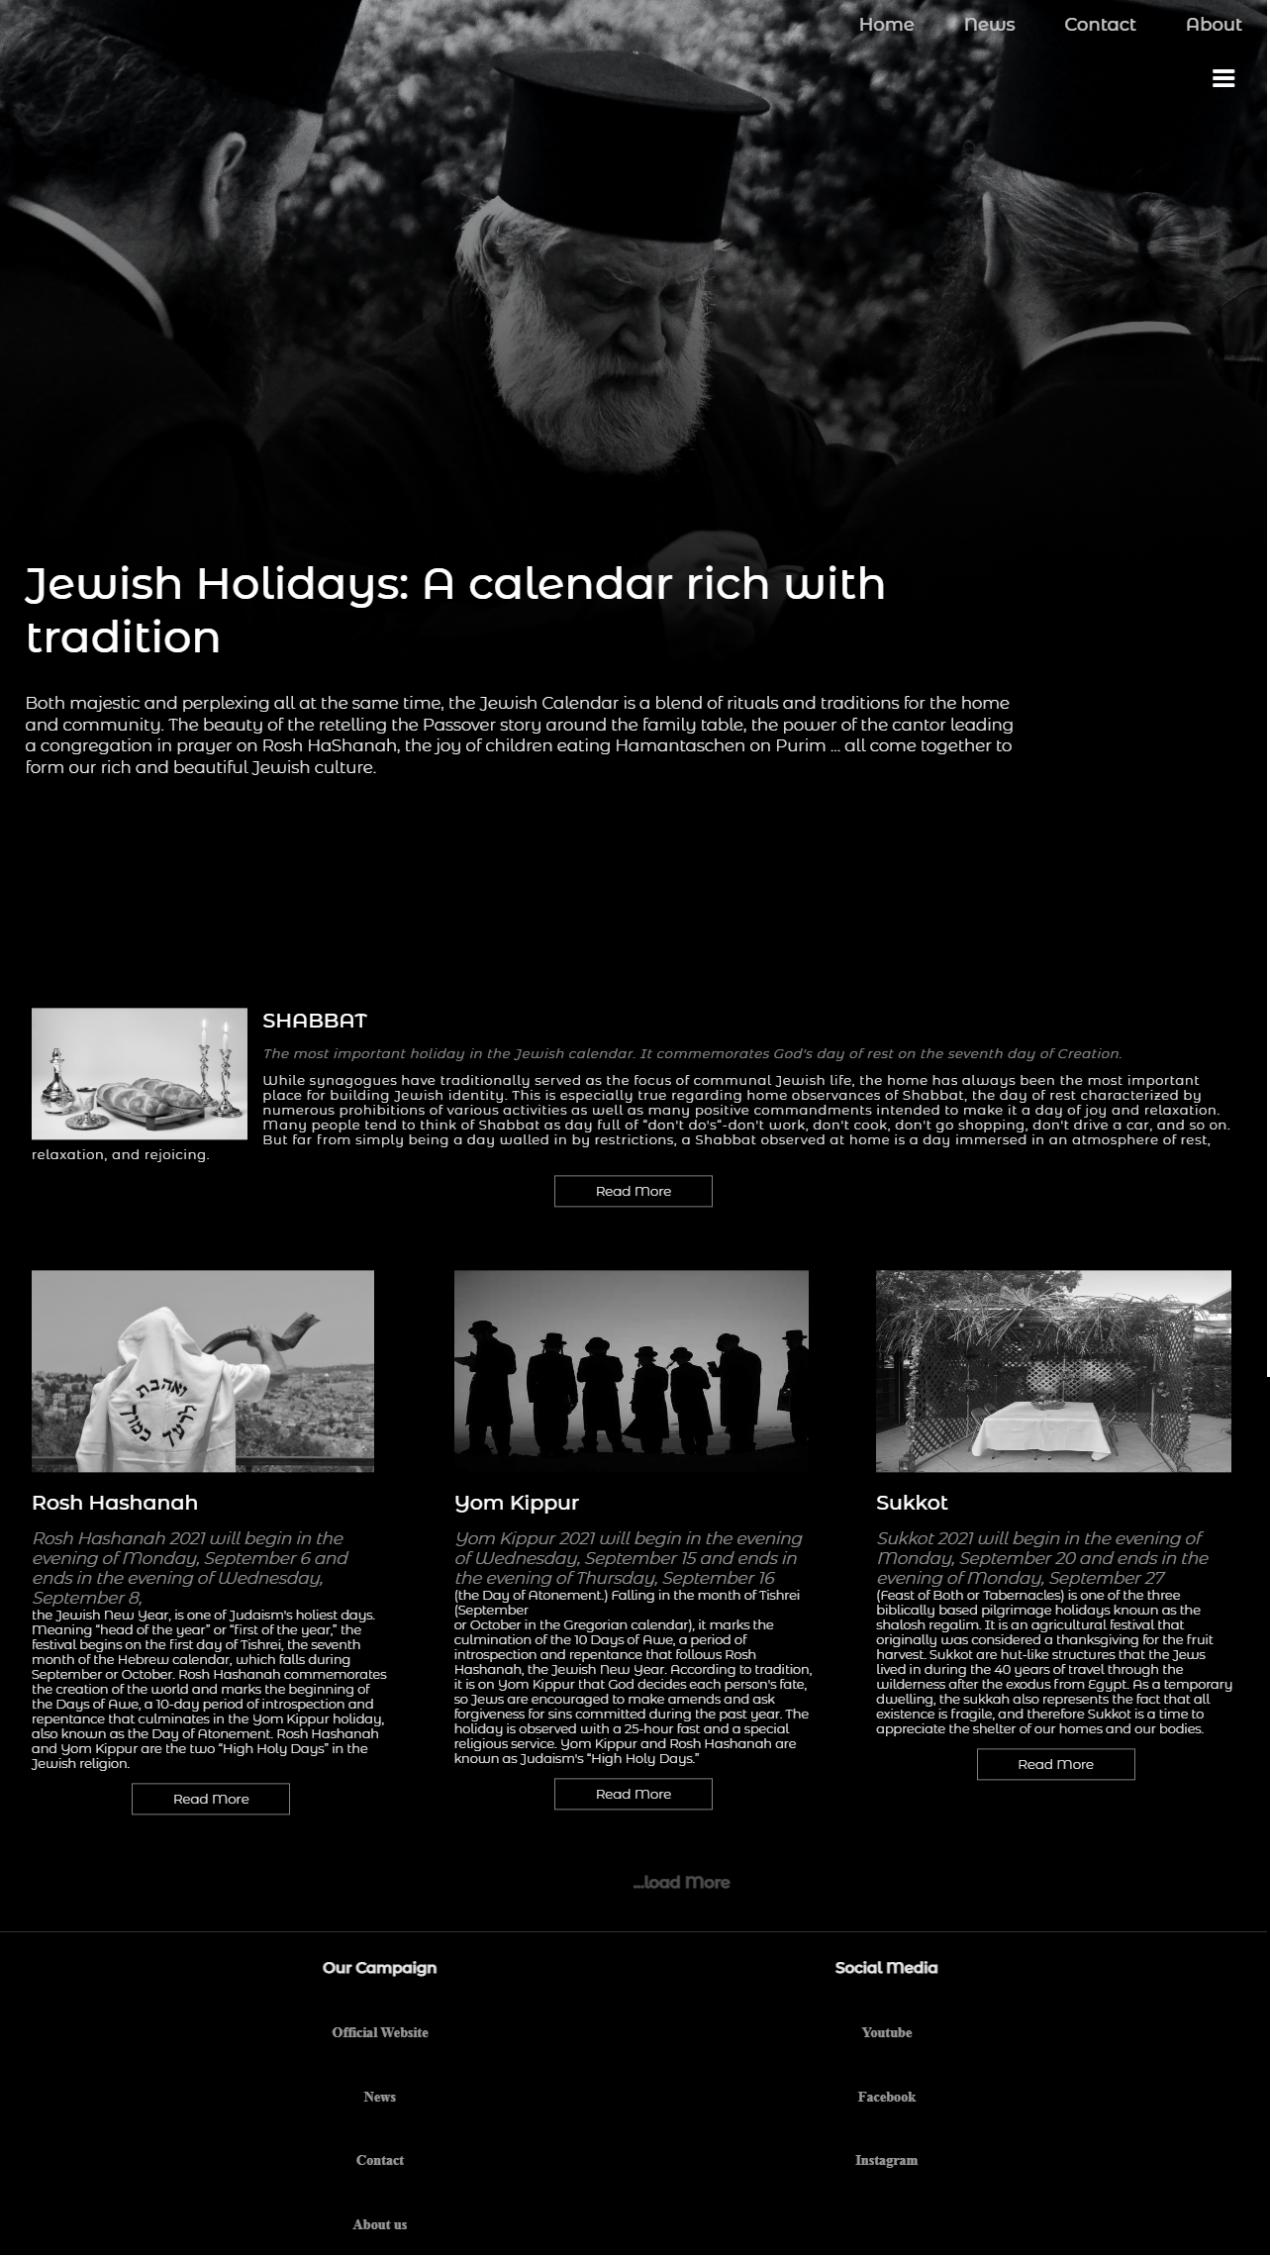 Home News Contact About
Jewish Holidays: A calendar rich with
tradition
Both majestic and perplexing all at the same time, the Jewish Calendar is a blend of rituals and traditions for the home
and community. The beauty of the retelling the Passover story around the family table, the power of the cantor leading
a congregation in prayer on Rosh HaShanah, the joy of children eating Hamantaschen on Purim ... all come together to
form our rich and beautiful Jewish culture.
SHABBAT
The most important holiday in the Jewish calendar. It commemorates God's day of rest on the seventh day of Creation.
While synagogues have traditionally served as the focus of communal Jewish life, the home has always been the most important
place for building Jewish identity. This is especially true regarding home observances of Shabbat, the day of rest characterized by
numerous prohibitions of various activities as well as many positive commandments intended to make it a day of joy and relaxation.
Many people tend to think of Shabbat as day full of "don't do's"-don't work, don't cook, don't go shopping, don't drive a car, and so on.
But far from simply being a day walled in by restrictions, a Shabbat observed at home is a day immersed in an atmosphere of rest,
relaxation, and rejoicing.
Read More
ואהבת
לרעך כמוך
Rosh Hashanah
Rosh Hashanah 2021 will begin in the
evening of Monday, September 6 and
ends in the evening of Wednesday,
September 8,
the Jewish New Year, is one of Judaism's holiest days.
Meaning “head of the year” or “first of the year,” the
festival begins on the first day of Tishrei, the seventh
month of the Hebrew calendar, which falls during
September or October. Rosh Hashanah commemorates
the creation of the world and marks the beginning of
the Days of Awe, a 10-day period of introspection and
repentance that culminates in the Yom Kippur holiday,
also known as the Day of Atonement. Rosh Hashanah
and Yom Kippur are the two “High Holy Days” in the
Jewish religion.
Read More
Yom Kippur
Yom Kippur 2021 will begin in the evening
of Wednesday, September 15 and ends in
the evening of Thursday, September 16
(the Day of Atonement.) Falling in the month of Tishrei
(September
or October in the Gregorian calendar), it marks the
culmination of the 10 Days of Awe, a period of
introspection and repentance that follows Rosh
Hashanah, the Jewish New Year. According to tradition,
it is on Yom Kippur that God decides each person's fate,
so Jews are encouraged to make amends and ask
forgiveness for sins committed during the past year. The
holiday is observed with a 25-hour fast and a special
religious service. Yom Kippur and Rosh Hashanah are
known as Judaism's “High Holy Days.”
Read More
Sukkot
Sukkot 2021 will begin in the evening of
Monday, September 20 and ends in the
evening of Monday, September 27
(Feast of Both or Tabernacles) is one of the three
biblically based pilgrimage holidays known as the
shalosh regalim. It is an agricultural festival that
originally was considered a thanksgiving for the fruit
harvest. Sukkot are hut-like structures that the Jews
lived in during the 40 years of travel through the
wilderness after the exodus from Egypt. As a temporary
dwelling, the sukkah also represents the fact that all
existence is fragile, and therefore Sukkot is a time to
appreciate the shelter of our homes and our bodies.
Read More
...load More
Our Campaign
Official Website
News
Contact
About us
Social Media
Youtube
Facebook
Instagram